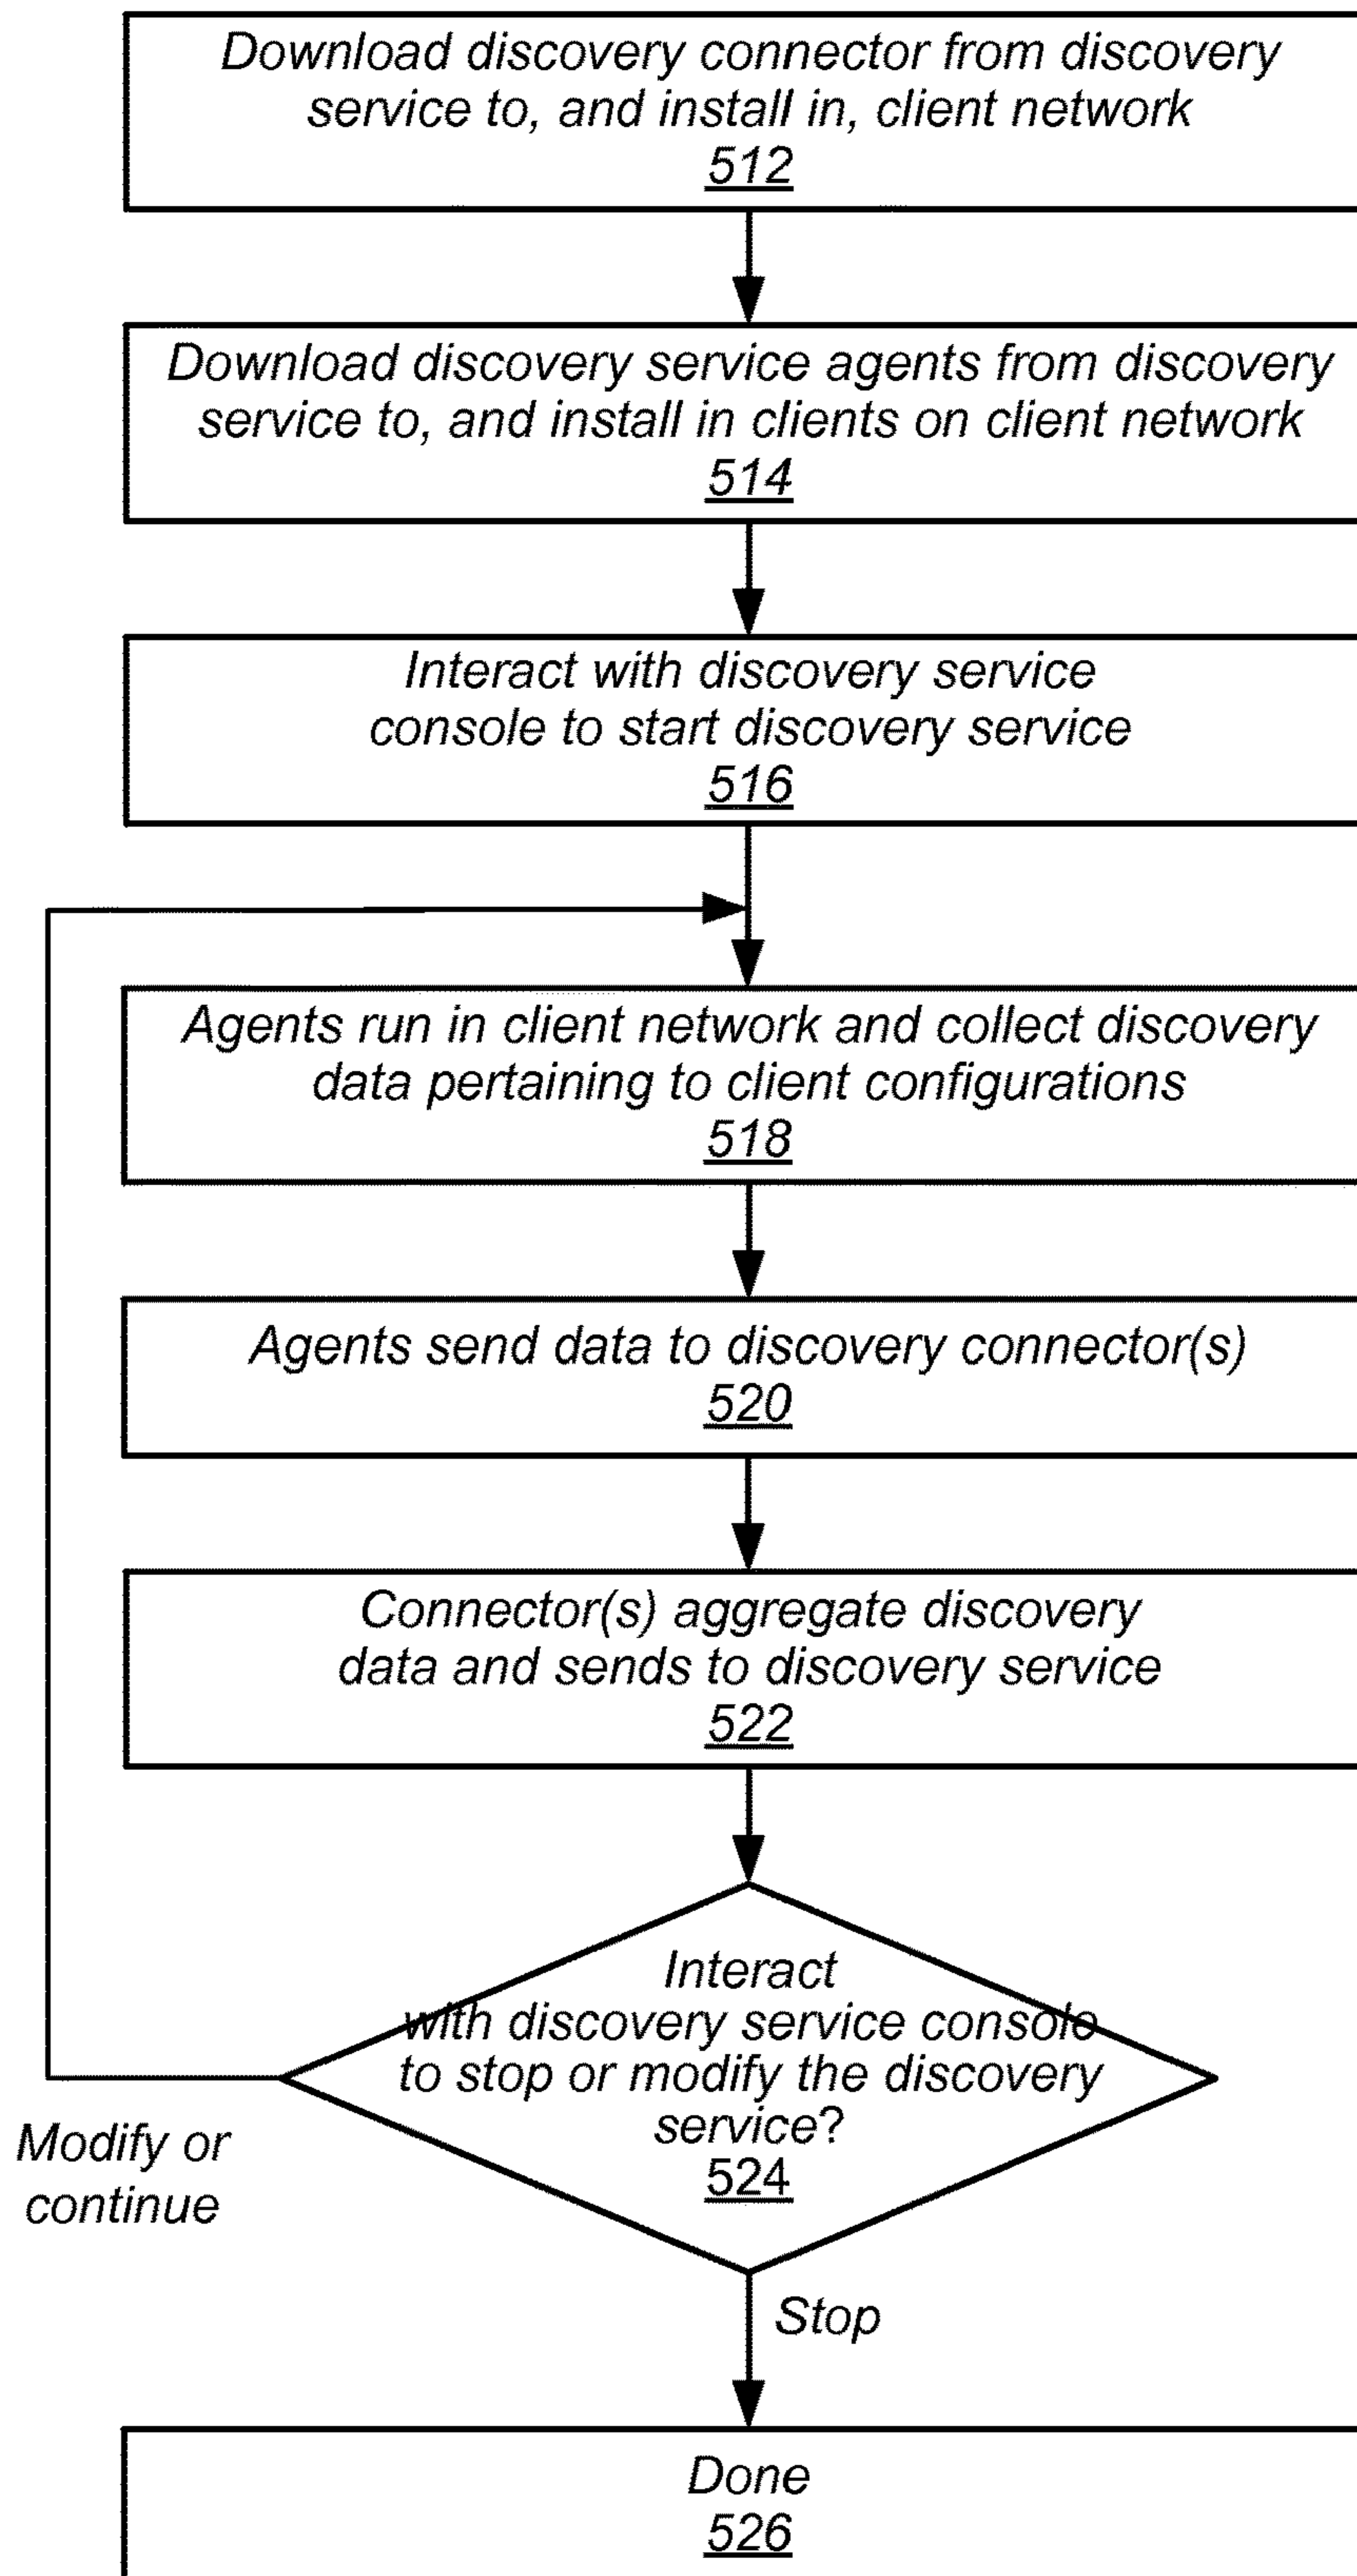 Download discovery connector from discovery
service to, and install in, client network
512
Download discovery service agents from discovery
service to, and install in clients on client network
514
Interact with discovery service
console to start discovery service
516
Agents run in client network and collect discovery
data pertaining to client configurations
518
Agents send data to discovery connector(s)
520
Connector(s) aggregate discovery
data and sends to discovery service
522
Interact
with discovery service console
to stop or modify the discovery
service?
524
Modify or
continue
Stop
Done
526